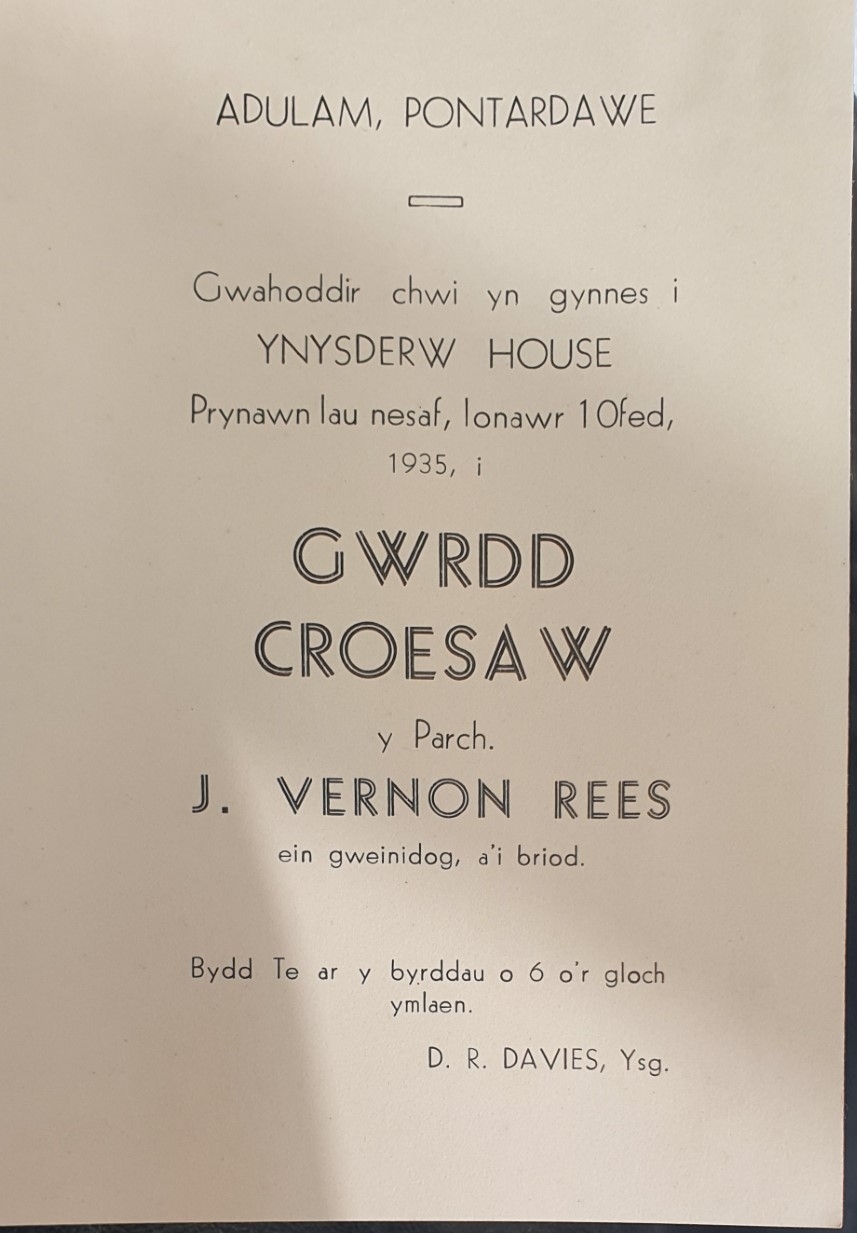 ADULAM, PONTARDAWE
Gwahoddir chwi yn gynnes i
YNYSDERW HOUSE
Prynawn Iau nesaf, Ionawr 10fed,
1935, i
GWRDD
CROESAW
y Parch.
J. VERNON REES
ein gweinidog, a'i briod.
Bydd Te ar y byrddau o 6 o'r gloch
ymlaen.
D. R. DAVIES, Ysg.